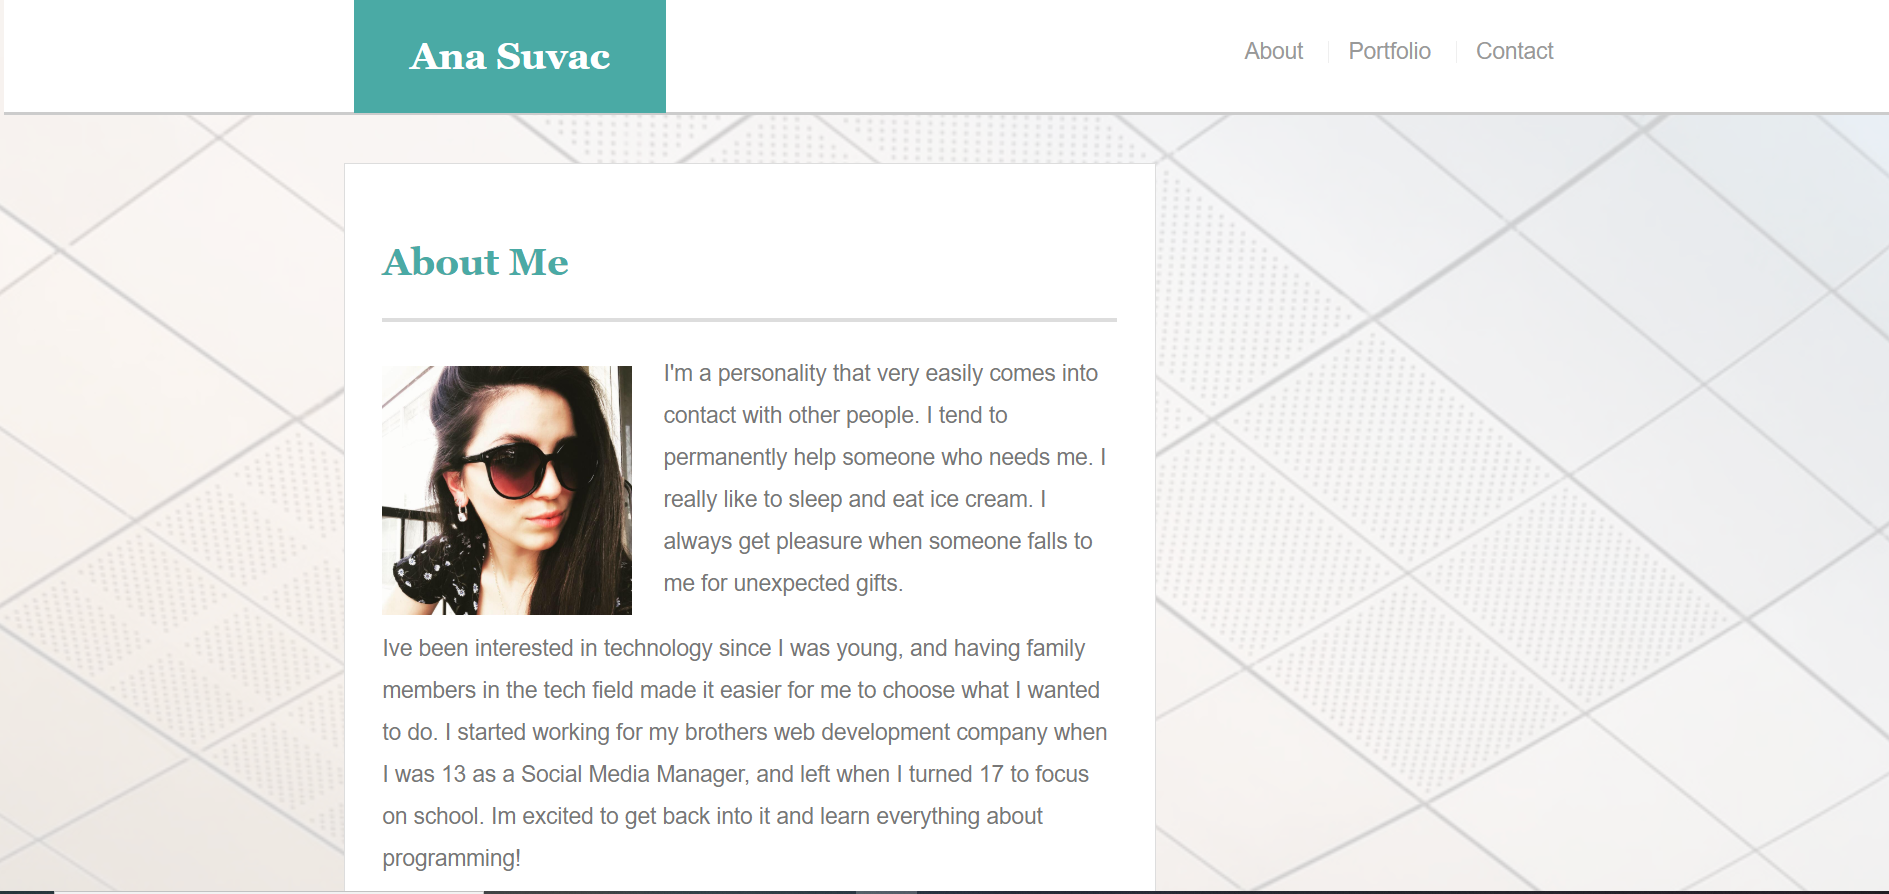 Ana Suvac
About
Portfolio
Contact
About Me
I'm a personality that very easily comes into
contact with other people. I tend to
permanently help someone who needs me. I
really like to sleep and eat ice cream. I
always get pleasure when someone falls to
me for unexpected gifts.
Ive been interested in technology since I was young, and having family
members in the tech field made it easier for me to choose what I wanted
to do. I started working for my brothers web development company when
I was 13 as a Social Media Manager, and left when I turned 17 to focus
on school. Im excited to get back into it and learn everything about
programming!